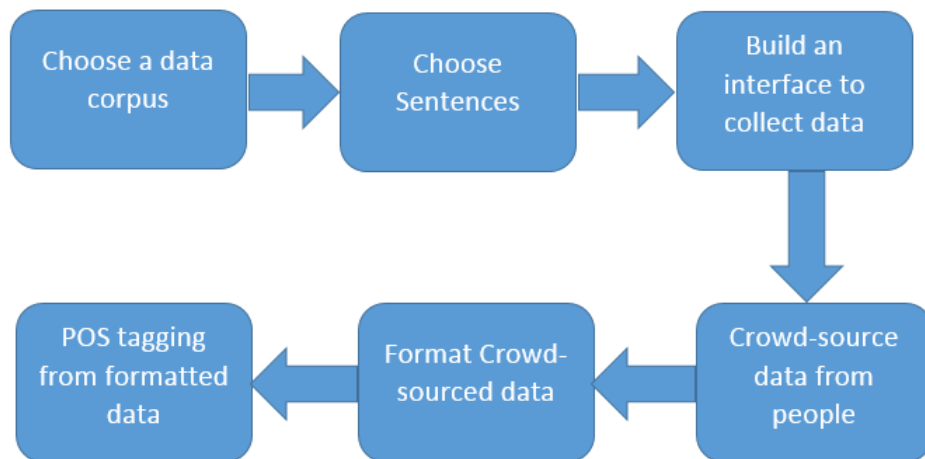 Choose a data
corpus
Choose
Sentences
Build an
interface to
collect data
Crowd-source
data from
people
Format Crowd-
sourced data
POS tagging
from formatted
data